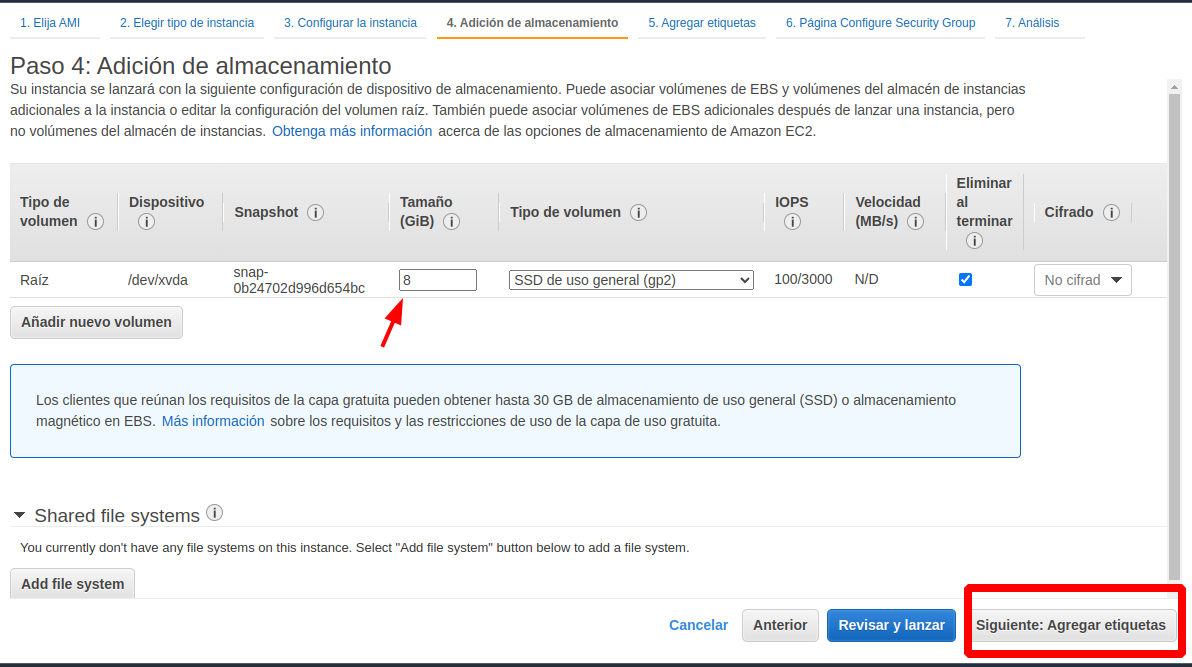 1. Elija AMI 2. Elegir tipo de instancia 3. Configurar la instancia 4. Adición de almacenamiento 5. Agregar etiquetas 6. Página Configure Security Group 7. Análisis
Paso 4: Adición de almacenamiento
Su instancia se lanzará con la siguiente configuración de dispositivo de almacenamiento. Puede asociar volúmenes de EBS y volúmenes del almacén de instancias
adicionales a la instancia o editar la configuración del volumen raíz. También puede asociar volúmenes de EBS adicionales después de lanzar una instancia, pero
no volúmenes del almacén de instancias. Obtenga más información acerca de las opciones de almacenamiento de Amazon EC2.
Tipo de volumen i Dispositivo i Snapshot i Tamaño (GiB) i Tipo de volumen i IOPS i Velocidad (MB/s) i Eliminar al terminar i Cifrado i
Raíz /dev/xvda snap-0b24702d996d654bc 8 SSD de uso general (gp2) 100/3000 N/D No cifrad
Añadir nuevo volumen
Los clientes que reúnan los requisitos de la capa gratuita pueden obtener hasta 30 GB de almacenamiento de uso general (SSD) o almacenamiento
magnético en EBS. Más información sobre los requisitos y las restricciones de uso de la capa de uso gratuita.
Shared file systems i
You currently don't have any file systems on this instance. Select "Add file system" button below to add a file system.
Add file system
Cancelar Anterior Revisar y lanzar Siguiente: Agregar etiquetas